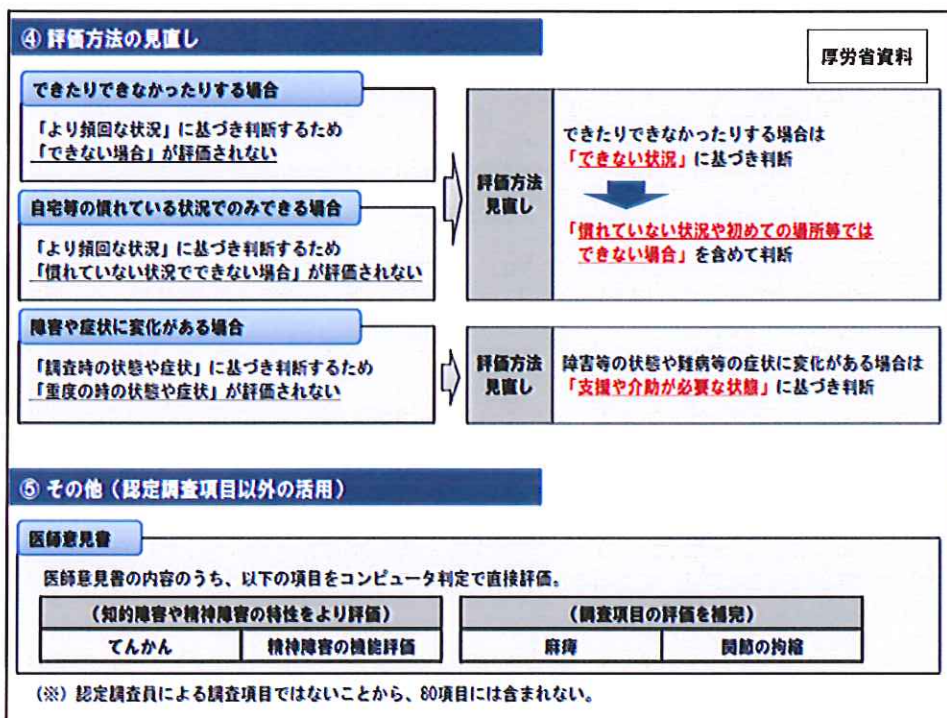 ④ 評価方法の見直し
厚労省資料
できたりできなかったりする場合
「より頻回な状況」に基づき判断するため
「できない場合」が評価されない
自宅等の慣れている状況でのみできる場合
「より頻回な状況」に基づき判断するため
「慣れていない状況でできない場合」が評価されない
評価方法
見直し
できたりできなかったりする場合は
「できない状況」に基づき判断
「慣れていない状況や初めての場所等では
できない場合」を含めて判断
障害や症状に変化がある場合
「調査時の状態や症状」に基づき判断するため
「重度の時の状態や症状」が評価されない
評価方法
見直し
障害等の状態や難病等の症状に変化がある場合は
「支援や介助が必要な状態」に基づき判断
⑤ その他（認定調査項目以外の活用）
医師意見書
医師意見書の内容のうち、以下の項目をコンピュータ判定で直接評価。
（知的障害や精神障害の特性をより評価）
てんかん 精神障害の機能評価
（調査項目の評価を補完）
麻痺 関節の拘縮
（※）認定調査員による調査項目ではないことから、80項目には含まれない。